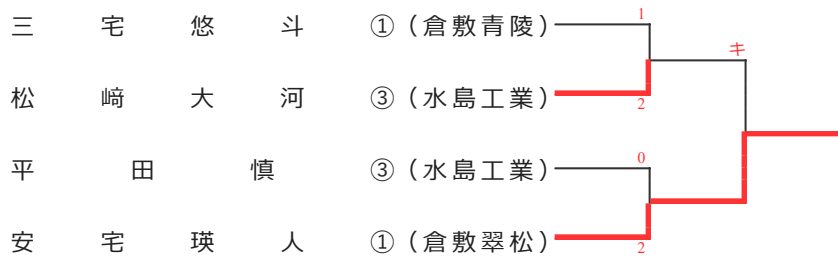 三宅悠斗 ① (倉敷青陵) 1
キ
松﨑大河 ③ (水島工業) 2
平田慎 ③ (水島工業) 0
安宅瑛人 ① (倉敷翠松) 2